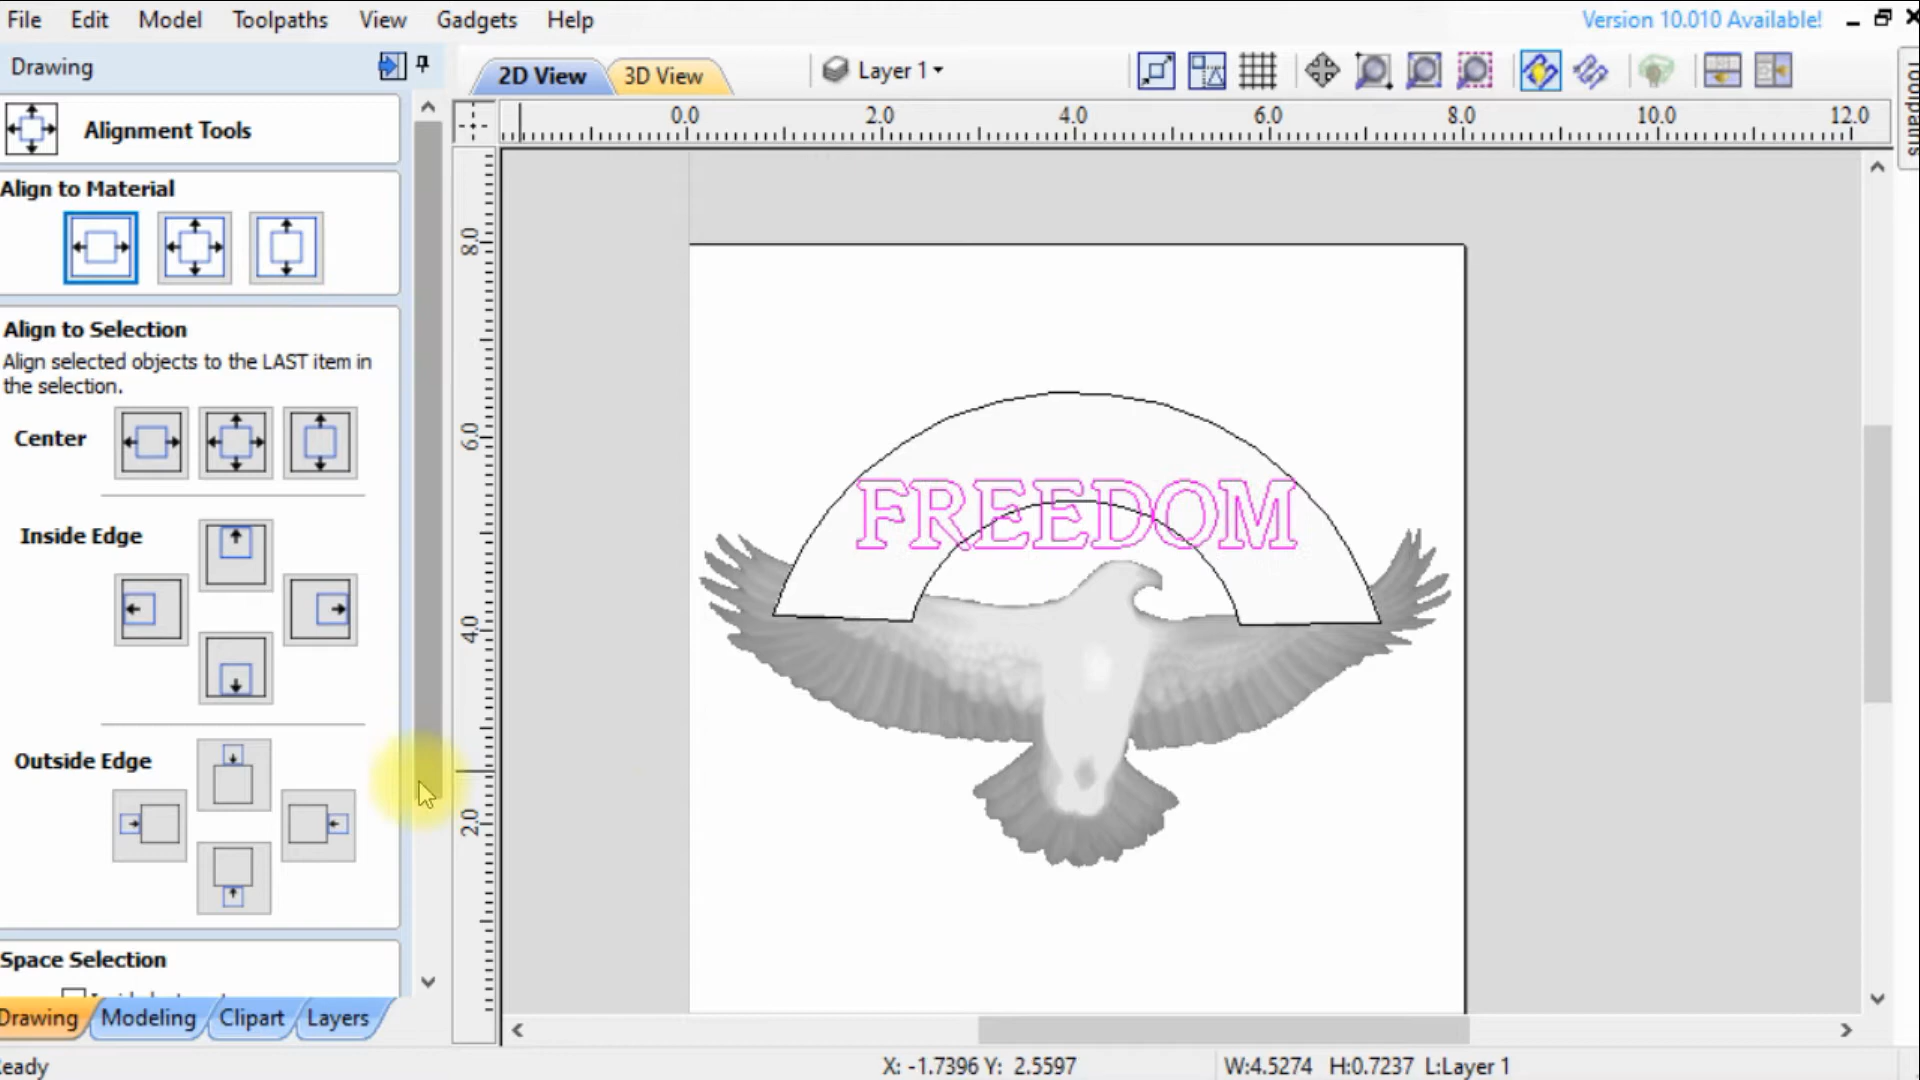 File Edit Model Toolpaths View Gadgets Help
Version 10.010 Available!
Drawing
2D View 3D View Layer 1
Toolpaths
Alignment Tools
Align to Material
Align to Selection
Align selected objects to the LAST item in
the selection.
Center
Inside Edge
Outside Edge
Space Selection
Drawing Modeling Clipart Layers
0.0 2.0 4.0 6.0 8.0 10.0 12.0
8.0
6.0
4.0
2.0
FREEDOM
eady
X: -1.7396 Y: 2.5597
W:4.5274 H:0.7237 L:Layer 1